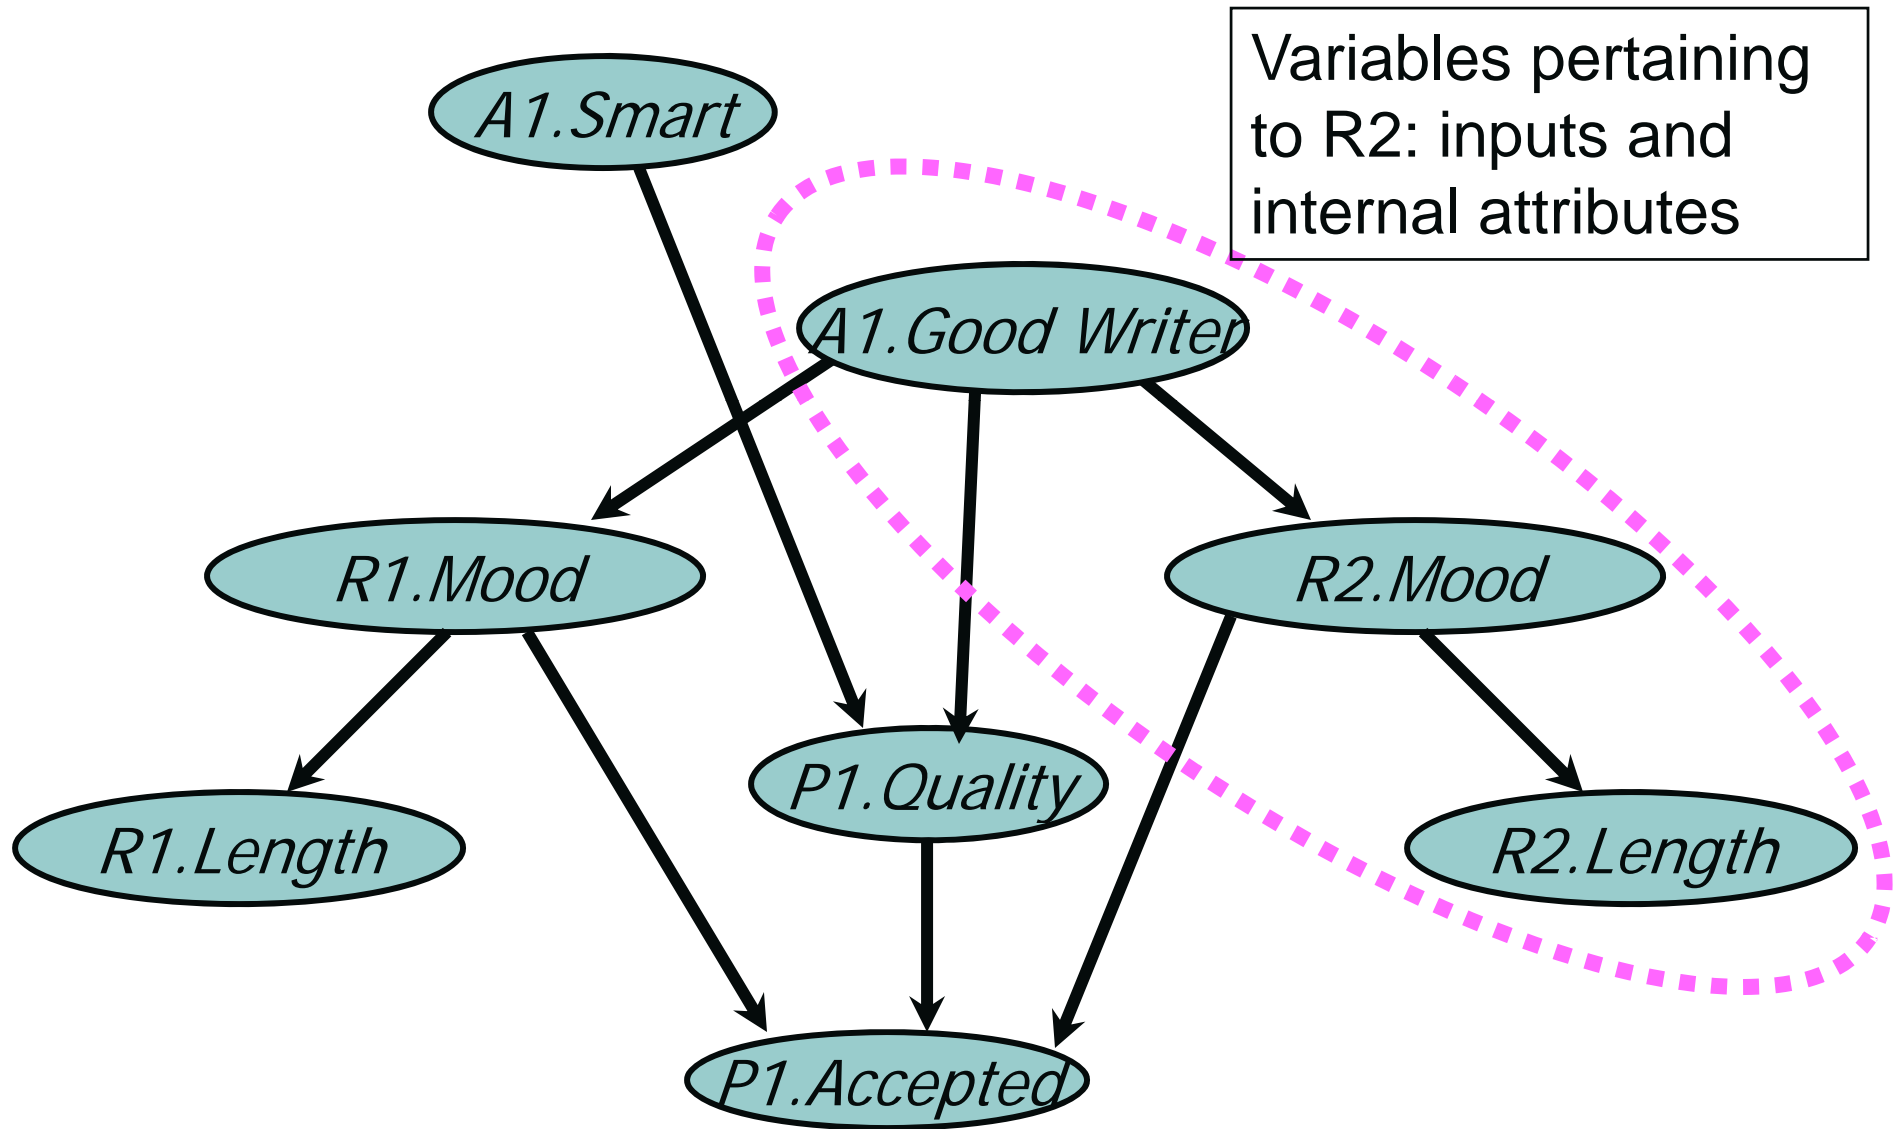 Variables pertaining
to R2: inputs and
internal attributes
A1.Smart
A1.Good Writer
R1.Mood
R2.Mood
P1.Quality
R1.Length
R2.Length
P1.Accepted